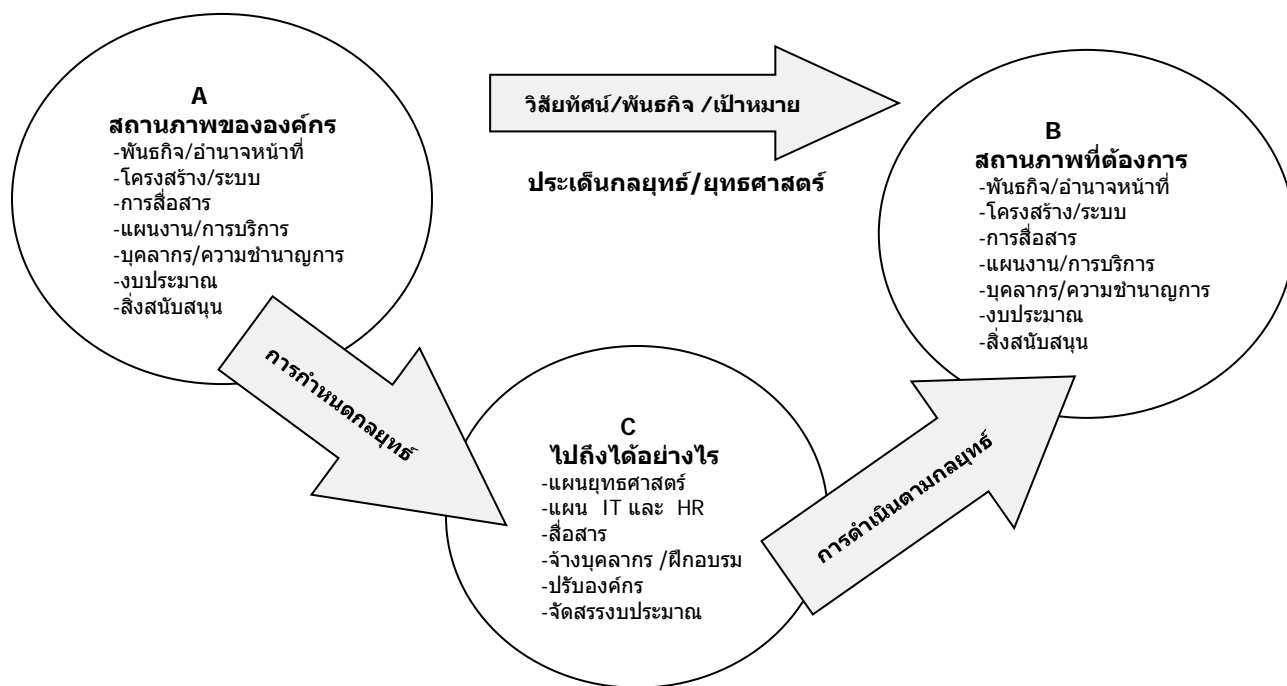 A
สถานภาพขององค์กร
-พันธกิจ/อำนาจหน้าที่
-โครงสร้าง/ระบบ
-การสื่อสาร
-แผนงาน/การบริการ
-บุคลากร/ความชำนาญการ
-งบประมาณ
-สิ่งสนับสนุน
วิสัยทัศน์/พันธกิจ /เป้าหมาย
ประเด็นกลยุทธ์/ยุทธศาสตร์
B
สถานภาพที่ต้องการ
-พันธกิจ/อำนาจหน้าที่
-โครงสร้าง/ระบบ
-การสื่อสาร
-แผนงาน/การบริการ
-บุคลากร/ความชำนาญการ
-งบประมาณ
-สิ่งสนับสนุน
การกำหนดกลยุทธ์
C
ไปถึงได้อย่างไร
-แผนยุทธศาสตร์
-แผน IT และ HR
-สื่อสาร
-จ้างบุคลากร /ฝึกอบรม
-ปรับองค์กร
-จัดสรรงบประมาณ
การดำเนินตามกลยุทธ์